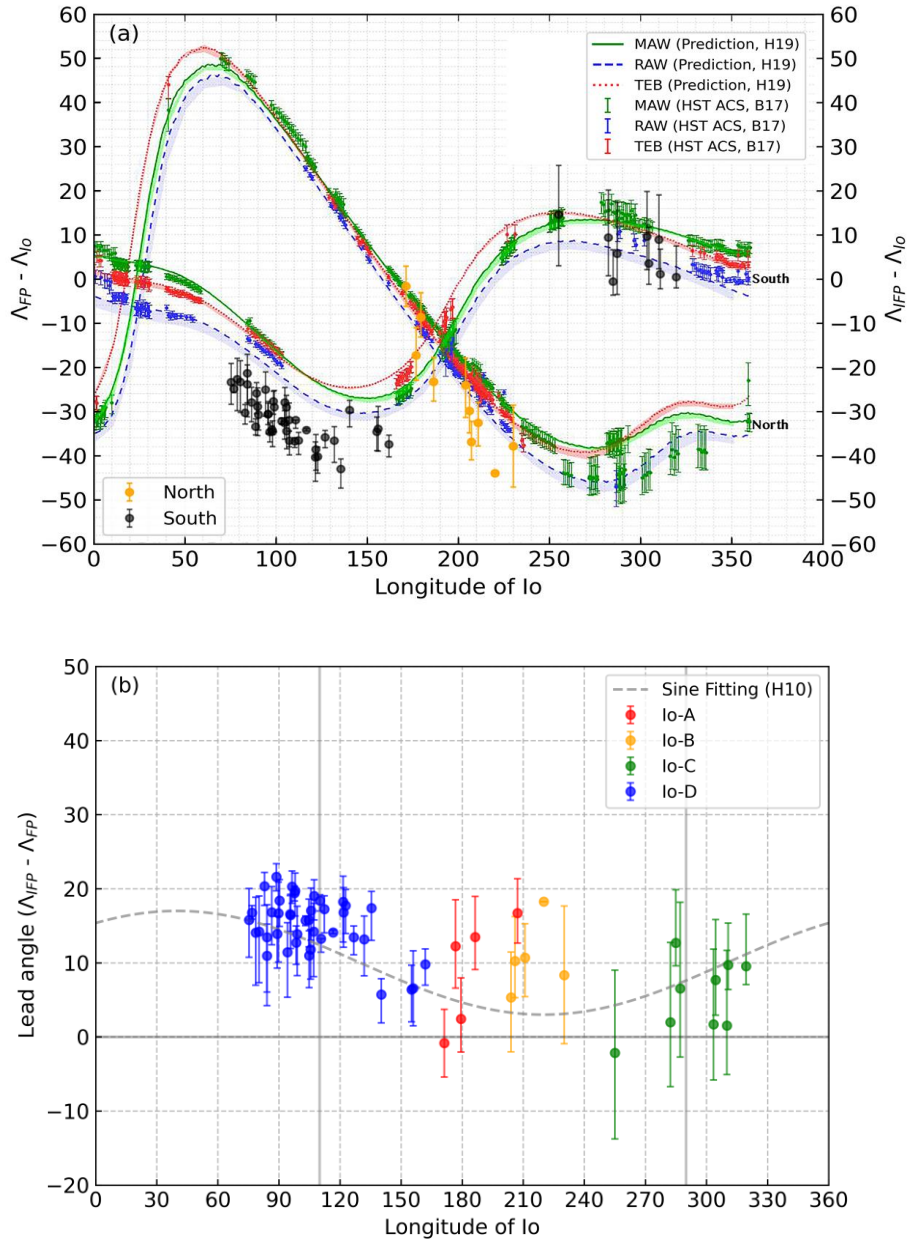 (a)
MAW (Prediction, H19)
RAW (Prediction, H19)
TEB (Prediction, H19)
MAW (HST ACS, B17)
RAW (HST ACS, B17)
TEB (HST ACS, B17)
60
50
40
30
20
10
0
−10
−20
−30
−40
−50
−60
Λ_FP - Λ_Io
60
50
40
30
20
10
0
−10
−20
−30
−40
−50
−60
Λ_IFP - Λ_Io
South
North
North
South
0 50 100 150 200 250 300 350 400
Longitude of Io
(b)
Sine Fitting (H10)
Io-A
Io-B
Io-C
Io-D
50
40
30
20
10
0
−10
−20
Lead angle (Λ_IFP - Λ_FP)
0 30 60 90 120 150 180 210 240 270 300 330 360
Longitude of Io